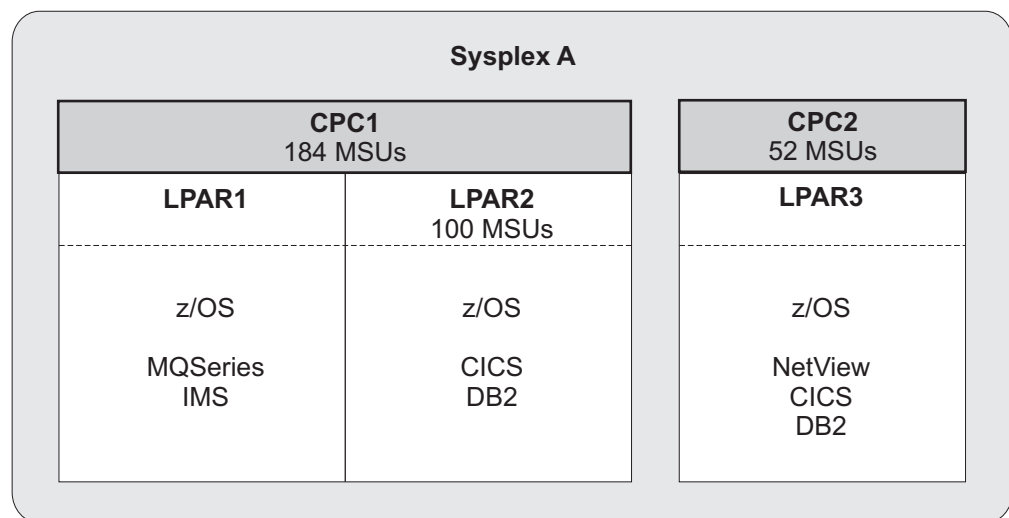 Sysplex A
CPC1
184 MSUs
LPAR1
z/OS
MQSeries
IMS
LPAR2
100 MSUs
z/OS
CICS
DB2
CPC2
52 MSUs
LPAR3
z/OS
NetView
CICS
DB2